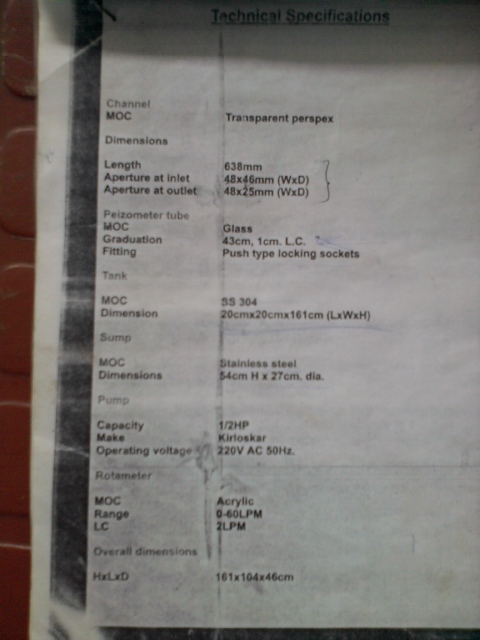 Technical Specifications
Channel
MOC Transparent perspex
Dimensions
Length 638mm
Aperture at inlet 48x46mm (WxD)
Aperture at outlet 48x25mm (WxD)
Peizometer tube
MOC Glass
Graduation 43cm, 1cm. L.C.
Fitting Push type locking sockets
Tank
MOC SS 304
Dimension 20cmx20cmx161cm (LxWxH)
Sump
MOC Stainless steel
Dimensions 54cm H x 27cm. dia.
Pump
Capacity 1/2HP
Make Kirloskar
Operating voltage 220V AC 50Hz.
Rotameter
MOC Acrylic
Range 0-60LPM
LC 2LPM
Overall dimensions
HxLxD 161x104x46cm